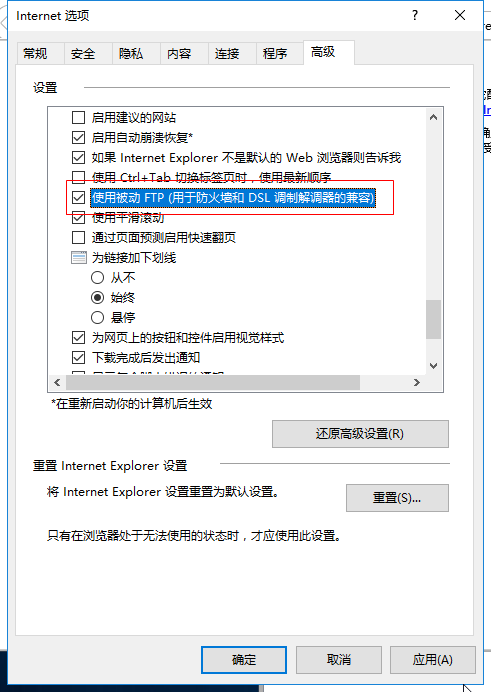 Internet 选项
常规 安全 隐私 内容 连接 程序 高级
设置
启用建议的网站
启用自动崩溃恢复*
如果 Internet Explorer 不是默认的 Web 浏览器则告诉我
使用 Ctrl+Tab 切换标签页时，使用最新顺序
使用被动 FTP (用于防火墙和 DSL 调制解调器的兼容)
使用平滑滚动
通过页面预测启用快速翻页
为链接加下划线
从不
始终
悬停
为网页上的按钮和控件启用视觉样式
下载完成后发出通知
*在重新启动你的计算机后生效
还原高级设置(R)
重置 Internet Explorer 设置
将 Internet Explorer 设置重置为默认设置。
重置(S)...
只有在浏览器处于无法使用的状态时，才应使用此设置。
确定 取消 应用(A)